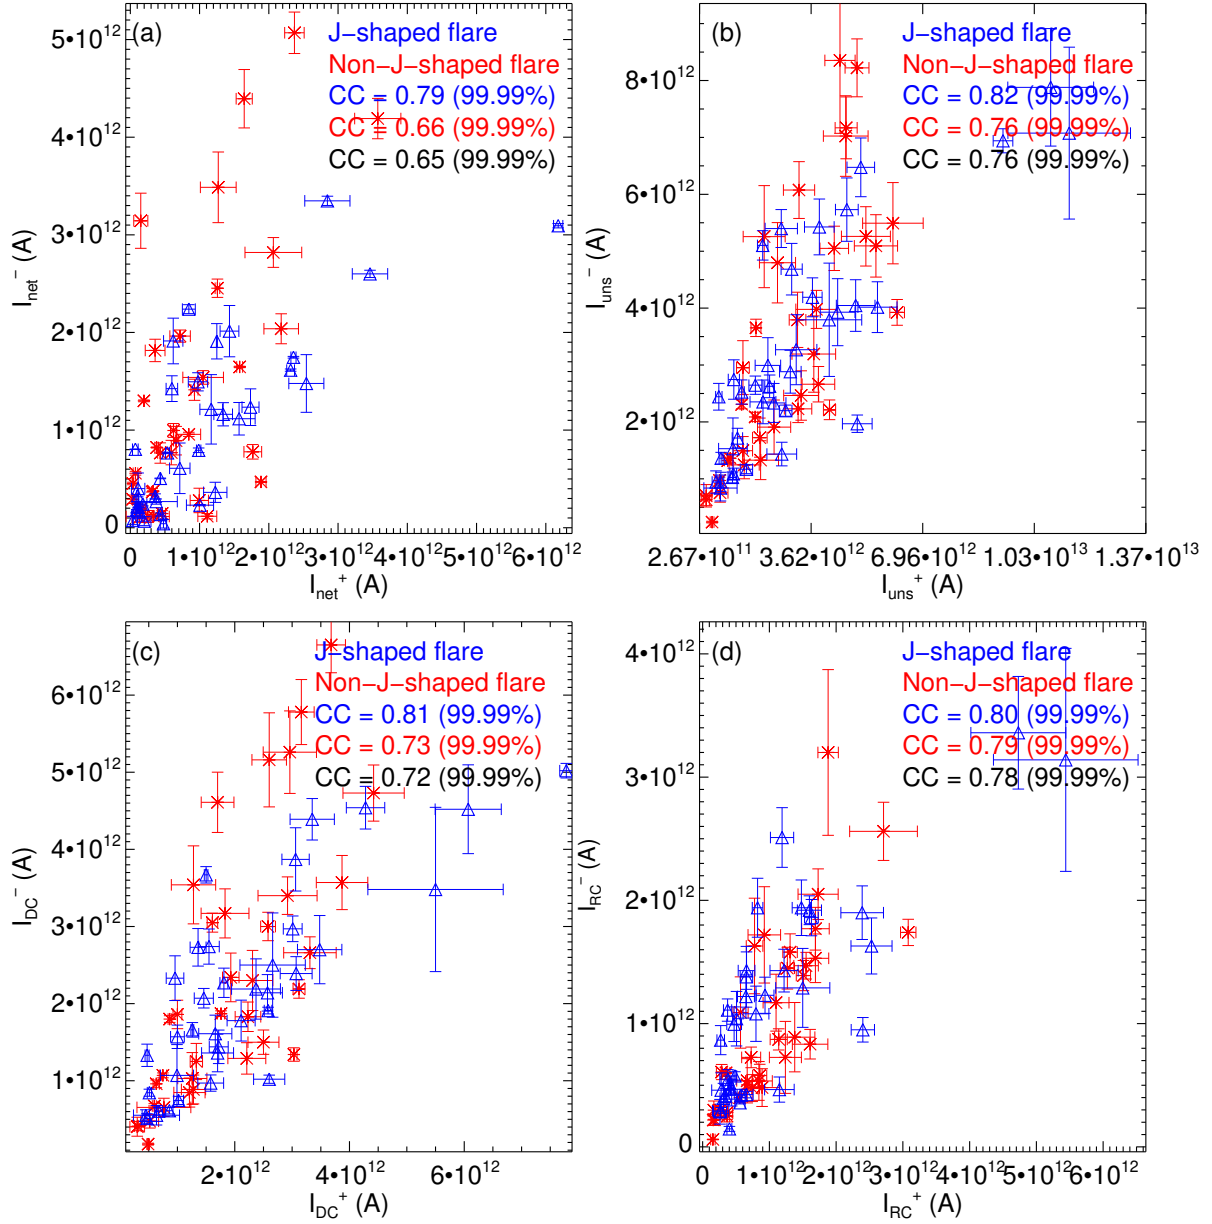 (a)
J-shaped flare
Non-J-shaped flare
CC = 0.79 (99.99%)
CC = 0.66 (99.99%)
CC = 0.65 (99.99%)
5•10¹²
4•10¹²
3•10¹²
2•10¹²
1•10¹²
0
I_net⁻ (A)
0 1•10¹² 2•10¹² 3•10¹² 4•10¹² 5•10¹² 6•10¹²
I_net⁺ (A)
(b)
J-shaped flare
Non-J-shaped flare
CC = 0.82 (99.99%)
CC = 0.76 (99.99%)
CC = 0.76 (99.99%)
8•10¹²
6•10¹²
4•10¹²
2•10¹²
I_uns⁻ (A)
2.67•10¹¹ 3.62•10¹² 6.96•10¹² 1.03•10¹³ 1.37•10¹³
I_uns⁺ (A)
(c)
J-shaped flare
Non-J-shaped flare
CC = 0.81 (99.99%)
CC = 0.73 (99.99%)
CC = 0.72 (99.99%)
6•10¹²
5•10¹²
4•10¹²
3•10¹²
2•10¹²
1•10¹²
I_DC⁻ (A)
2•10¹² 4•10¹² 6•10¹²
I_DC⁺ (A)
(d)
J-shaped flare
Non-J-shaped flare
CC = 0.80 (99.99%)
CC = 0.79 (99.99%)
CC = 0.78 (99.99%)
4•10¹²
3•10¹²
2•10¹²
1•10¹²
0
I_RC⁻ (A)
0 1•10¹² 2•10¹² 3•10¹² 4•10¹² 5•10¹² 6•10¹²
I_RC⁺ (A)